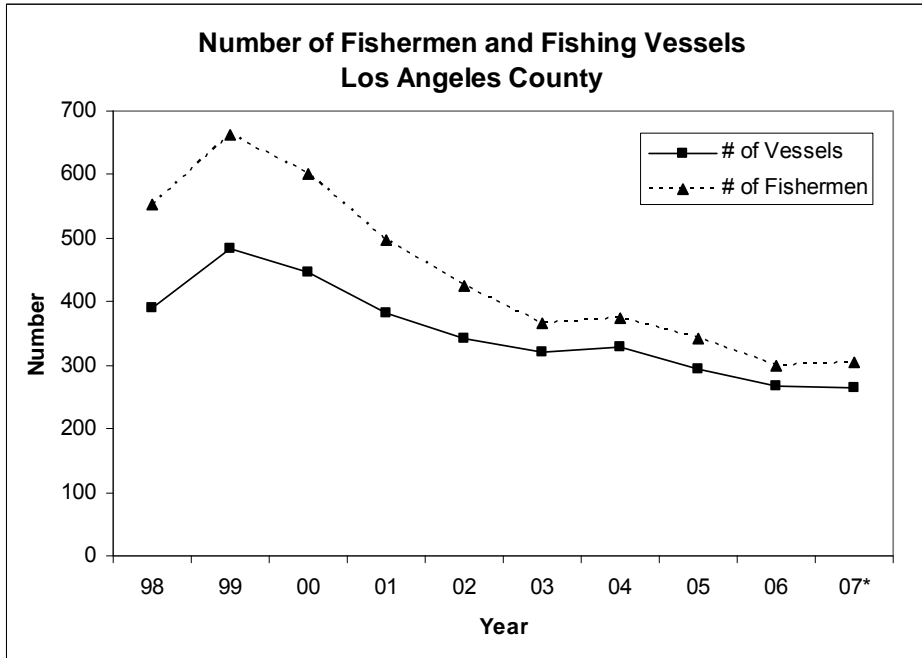 Number of Fishermen and Fishing Vessels
Los Angeles County
700
600
500
400
300
200
100
0
Number
# of Vessels
# of Fishermen
98 99 00 01 02 03 04 05 06 07*
Year